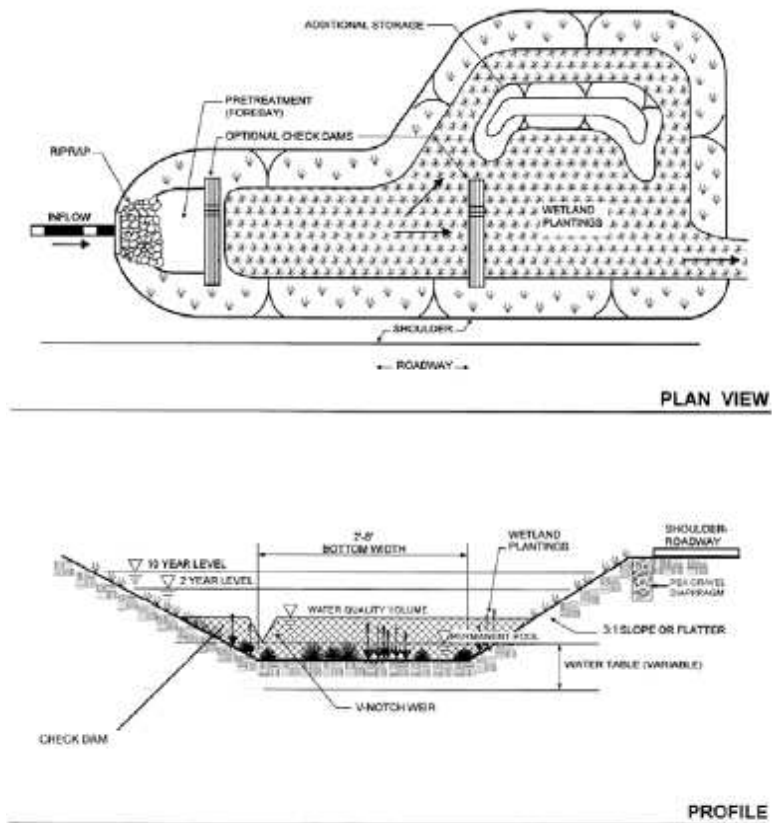 ADDITIONAL STORAGE
PRETREATMENT
(FOREBAY)
OPTIONAL CHECK DAMS
RIPRAP
INFLOW
WETLAND
PLANTINGS
SHOULDER
ROADWAY
PLAN VIEW
2'-8'
BOTTOM WIDTH
WETLAND
PLANTINGS
SHOULDER-
ROADWAY
10 YEAR LEVEL
2 YEAR LEVEL
PEA GRAVEL
DIAPHRAGM
WATER QUALITY VOLUME
PERMANENT POOL
3:1 SLOPE OR FLATTER
WATER TABLE (VARIABLE)
V-NOTCH WEIR
CHECK DAM
PROFILE